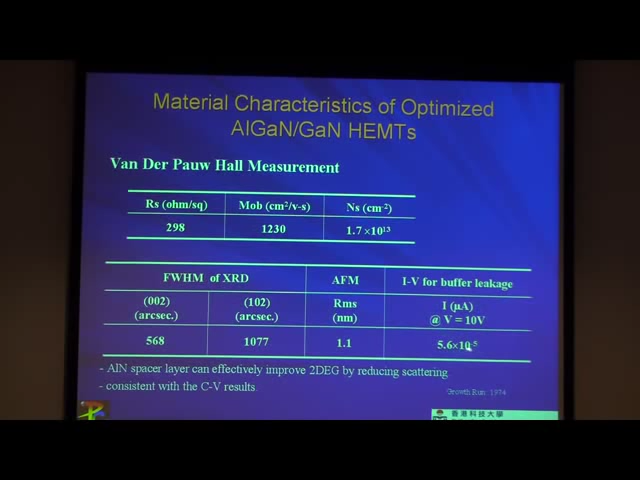 Material Characteristics of Optimized
AlGaN/GaN HEMTs
Van Der Pauw Hall Measurement
Rs (ohm/sq) Mob (cm²/v-s) Ns (cm⁻²)
298 1230 1.7 ×10¹³
FWHM of XRD AFM I-V for buffer leakage
(002) (arcsec.) (102) (arcsec.) Rms (nm) I (µA) @ V = 10V
568 1077 1.1 5.6×10⁻⁵
- AlN spacer layer can effectively improve 2DEG by reducing scattering.
- consistent with the C-V results.
Growth Run: 1974
香港科技大學